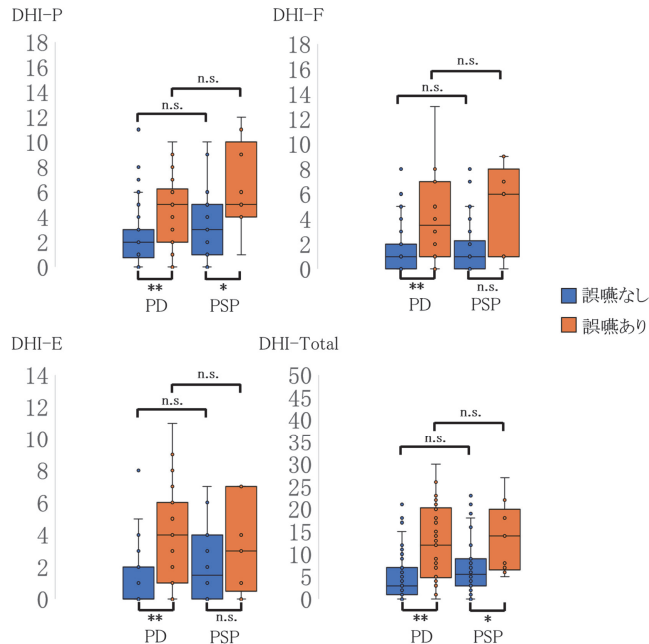 DHI-P
18
16
14
12
10
8
6
4
2
0
n.s.
n.s.
**
*
PD
PSP
DHI-F
18
16
14
12
10
8
6
4
2
0
n.s.
n.s.
**
n.s.
PD
PSP
誤嚥なし
誤嚥あり
DHI-E
14
12
10
8
6
4
2
0
n.s.
n.s.
**
n.s.
PD
PSP
DHI-Total
50
45
40
35
30
25
20
15
10
5
0
n.s.
n.s.
**
*
PD
PSP